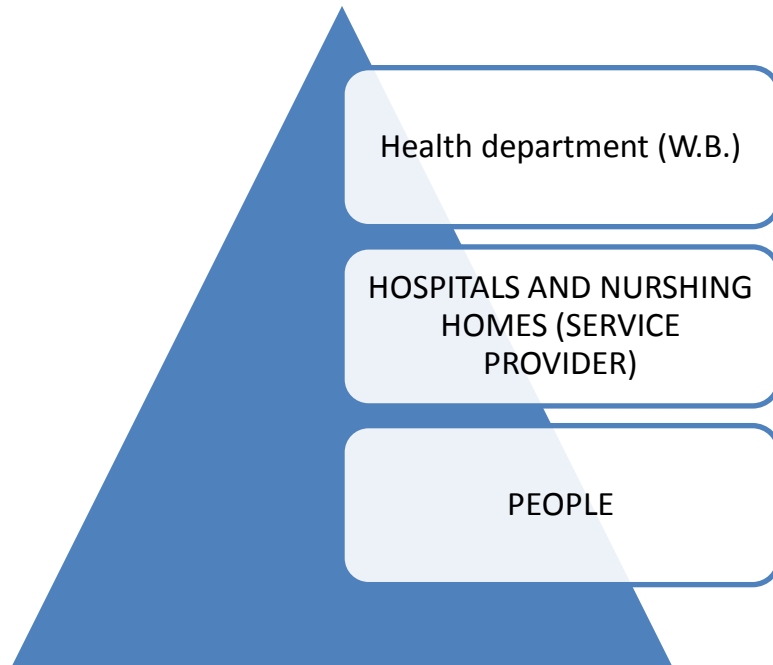 Health department (W.B.)
HOSPITALS AND NURSHING
HOMES (SERVICE
PROVIDER)
PEOPLE